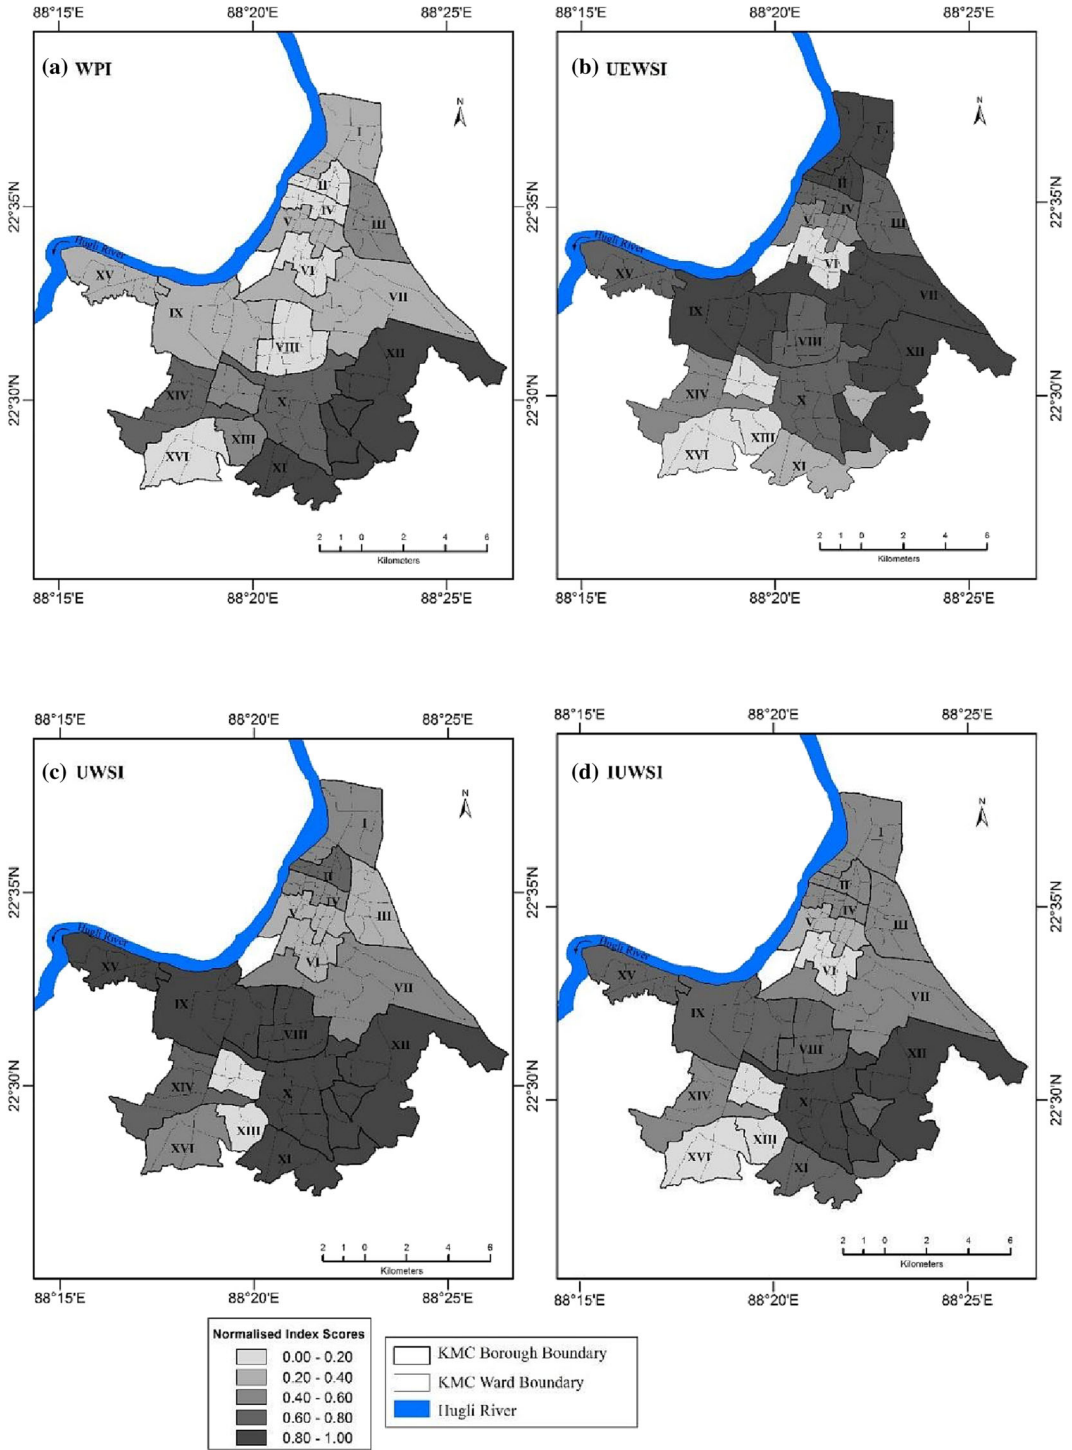 88°15'E 88°20'E 88°25'E 88°15'E 88°20'E 88°25'E
(a) WPI
N
I
II
IV
V
III
VI
Hugli River
XV
IX
VII
VIII
XII
XIV
X
XIII
XVI
XI
22°35'N
22°30'N
2 1 0 2 4 6
Kilometers
88°15'E 88°20'E 88°25'E
(b) UEWSI
N
I
II
IV
V
III
VI
Hugli River
XV
IX
VII
VIII
XII
XIV
X
XIII
XVI
XI
22°35'N
22°30'N
22°35'N
22°30'N
2 1 0 2 4 6
Kilometers
88°15'E 88°20'E 88°25'E
88°15'E 88°20'E 88°25'E
(c) UWSI
N
I
II
IV
V
III
VI
Hugli River
XV
IX
VII
VIII
XII
XIV
X
XIII
XVI
XI
22°35'N
22°30'N
2 1 0 2 4 6
Kilometers
88°15'E 88°20'E 88°25'E
88°15'E 88°20'E 88°25'E
(d) IUWSI
N
I
II
IV
V
III
VI
Hugli River
XV
IX
VII
VIII
XII
XIV
X
XIII
XVI
XI
22°35'N
22°30'N
22°35'N
22°30'N
2 1 0 2 4 6
Kilometers
88°15'E 88°20'E 88°25'E
Normalised Index Scores
0.00 - 0.20
0.20 - 0.40
0.40 - 0.60
0.60 - 0.80
0.80 - 1.00
KMC Borough Boundary
KMC Ward Boundary
Hugli River